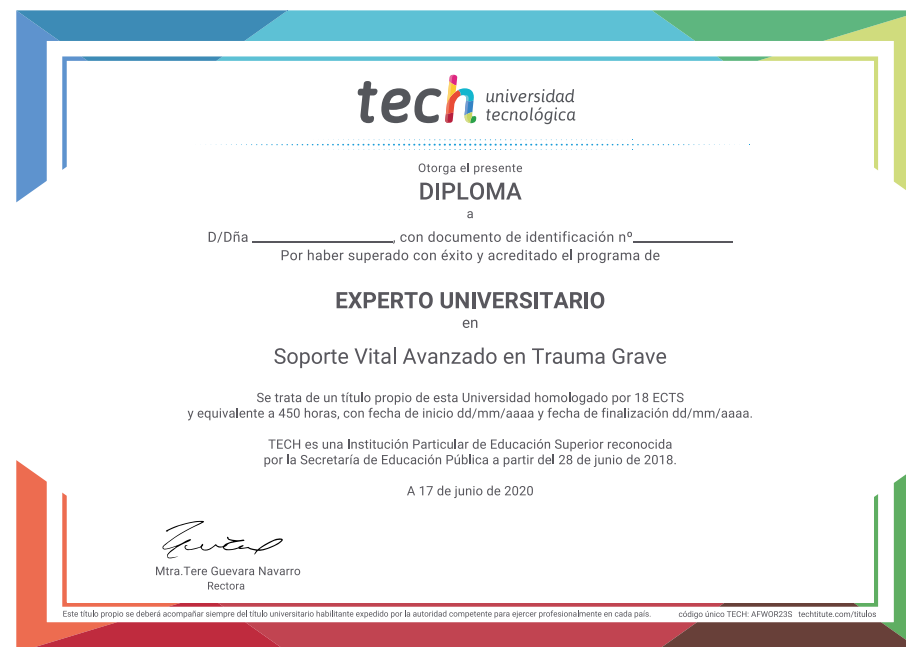 tech universidad
tecnológica
Otorga el presente
DIPLOMA
a
D/Dña ____________________, con documento de identificación nº______________
Por haber superado con éxito y acreditado el programa de
EXPERTO UNIVERSITARIO
en
Soporte Vital Avanzado en Trauma Grave
Se trata de un título propio de esta Universidad homologado por 18 ECTS
y equivalente a 450 horas, con fecha de inicio dd/mm/aaaa y fecha de finalización dd/mm/aaaa.
TECH es una Institución Particular de Educación Superior reconocida
por la Secretaría de Educación Pública a partir del 28 de junio de 2018.
A 17 de junio de 2020
Mtra.Tere Guevara Navarro
Rectora
Este título propio se deberá acompañar siempre del título universitario habilitante expedido por la autoridad competente para ejercer profesionalmente en cada país. código único TECH: AFWOR23S techtitute.com/titulos